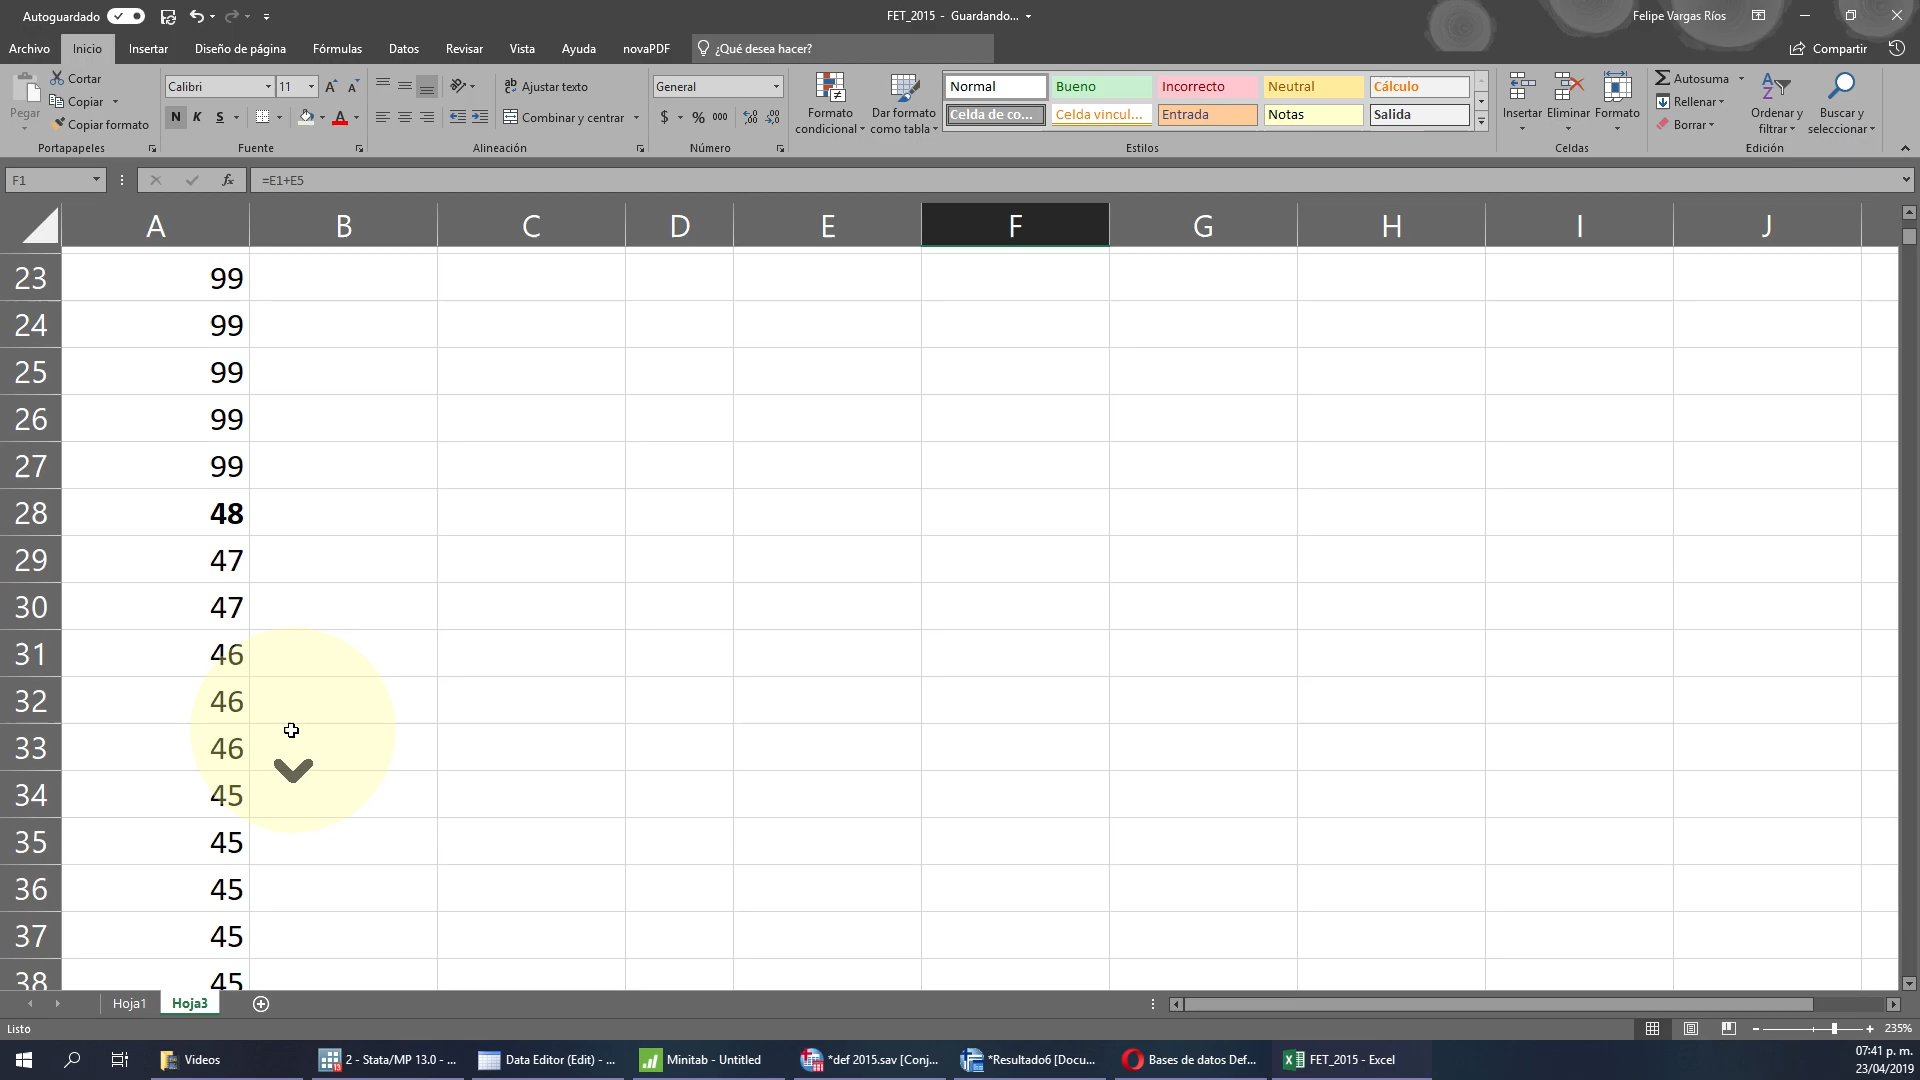 Autoguardado
FET_2015 - Guardando...
Felipe Vargas Ríos
Archivo Inicio Insertar Diseño de página Fórmulas Datos Revisar Vista Ayuda novaPDF ¿Qué desea hacer? Compartir
Pegar
Cortar
Copiar
Copiar formato
Portapapeles
Calibri 11
N K S A
Fuente
Ajustar texto
Combinar y centrar
Alineación
General
$ % 000
Número
Formato condicional
Dar formato como tabla
Normal Bueno Incorrecto Neutral Cálculo
Celda de co... Celda vincul... Entrada Notas Salida
Estilos
Insertar Eliminar Formato
Celdas
Autosuma
Rellenar
Borrar
Ordenar y filtrar
Buscar y seleccionar
Edición
F1 fx =E1+E5
A B C D E F G H I J
23 99
24 99
25 99
26 99
27 99
28 48
29 47
30 47
31 46
32 46
33 46
34 45
35 45
36 45
37 45
38 45
Hoja1 Hoja3
Listo
235%
Videos
2 - Stata/MP 13.0 - ...
Data Editor (Edit) - ...
Minitab - Untitled
*def 2015.sav [Conj...
*Resultado6 [Docu...
Bases de datos Def...
FET_2015 - Excel
07:41 p. m.
23/04/2019